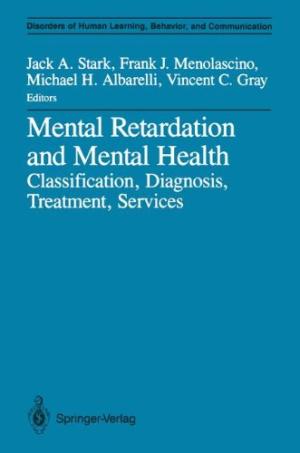 Disorders of Human Learning, Behavior, and Communication
Jack A. Stark, Frank J. Menolascino,
Michael H. Albarelli, Vincent C. Gray
Editors
Mental Retardation
and Mental Health
Classification, Diagnosis,
Treatment, Services
Springer-Verlag